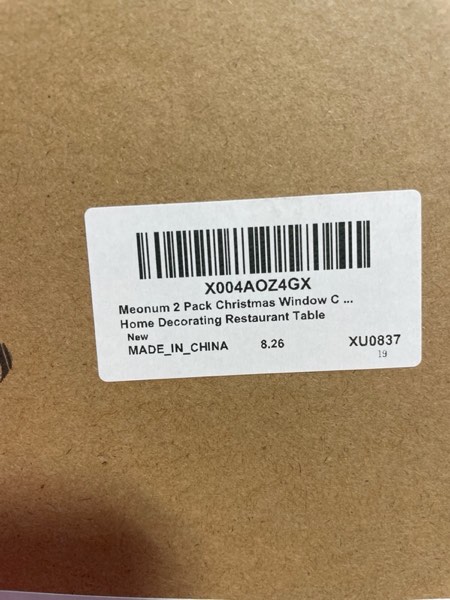 X004AOZ4GX
Meonum 2 Pack Christmas Window C ...
Home Decorating Restaurant Table
New
MADE_IN_CHINA 8.26 XU0837
19